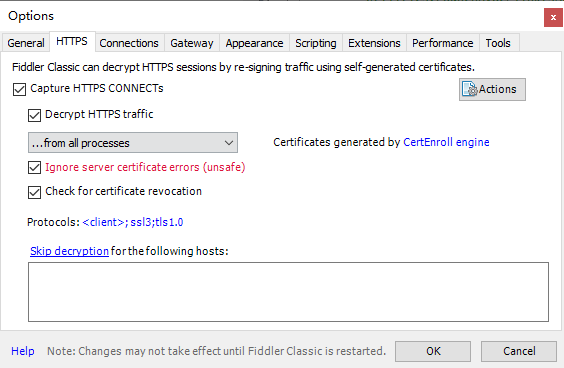 Options
General HTTPS Connections Gateway Appearance Scripting Extensions Performance Tools
Fiddler Classic can decrypt HTTPS sessions by re-signing traffic using self-generated certificates.
Capture HTTPS CONNECTs
Actions
Decrypt HTTPS traffic
...from all processes
Certificates generated by CertEnroll engine
Ignore server certificate errors (unsafe)
Check for certificate revocation
Protocols: <client>;ssl3;tls1.0
Skip decryption for the following hosts:
Help Note: Changes may not take effect until Fiddler Classic is restarted. OK Cancel